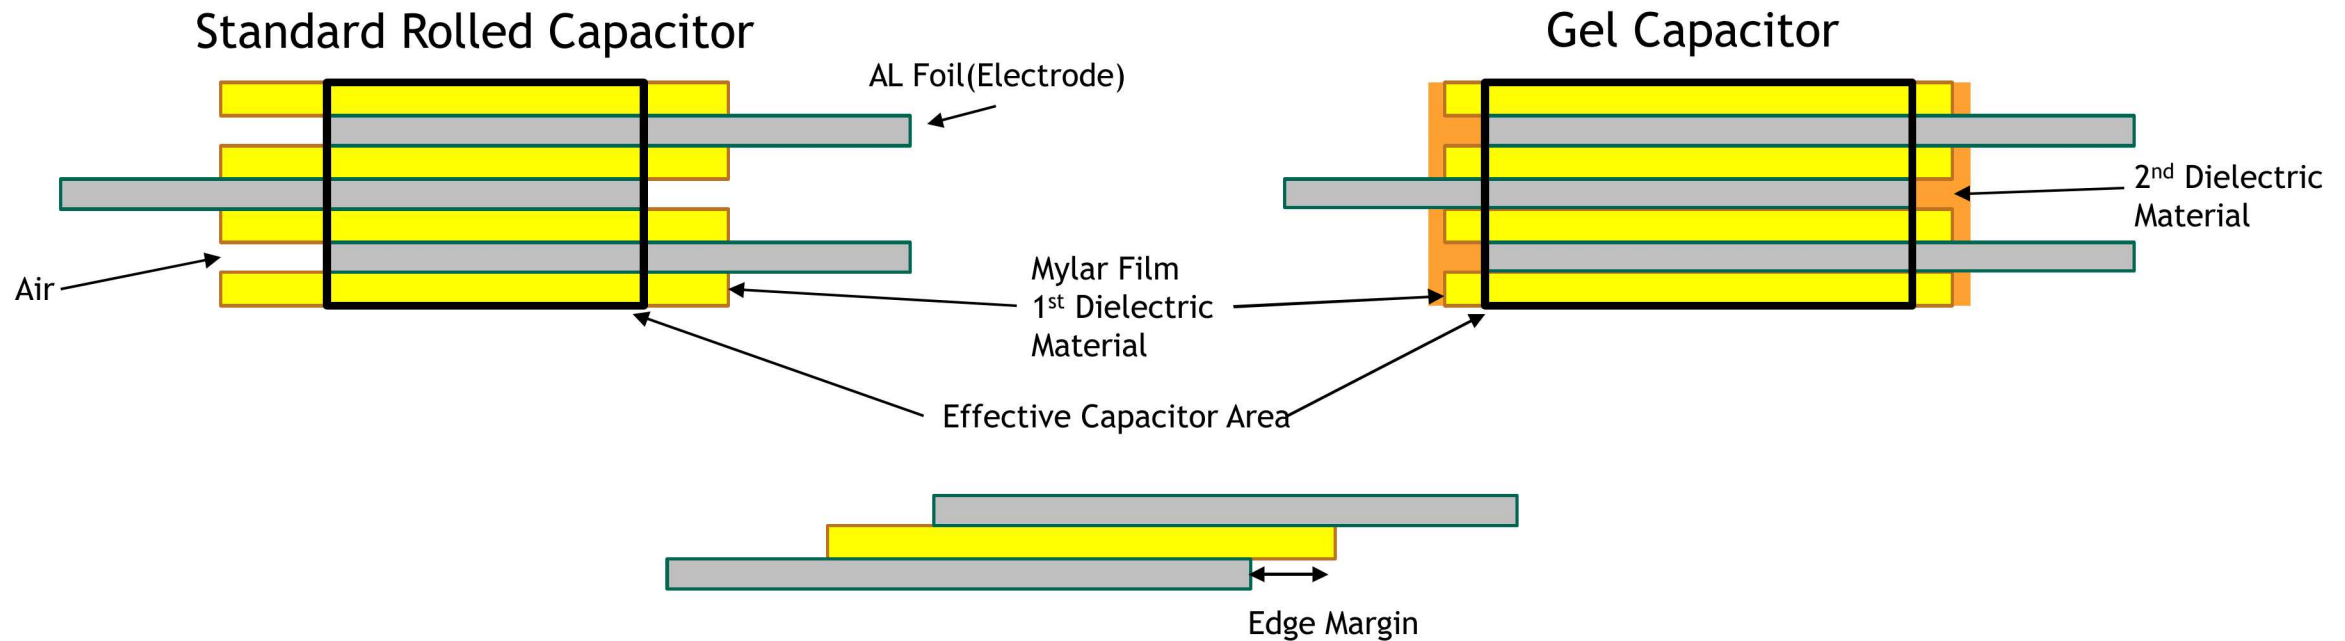 Standard Rolled Capacitor
Gel Capacitor
AL Foil(Electrode)
2nd Dielectric
Material
Air
Mylar Film
1st Dielectric
Material
Effective Capacitor Area
Edge Margin